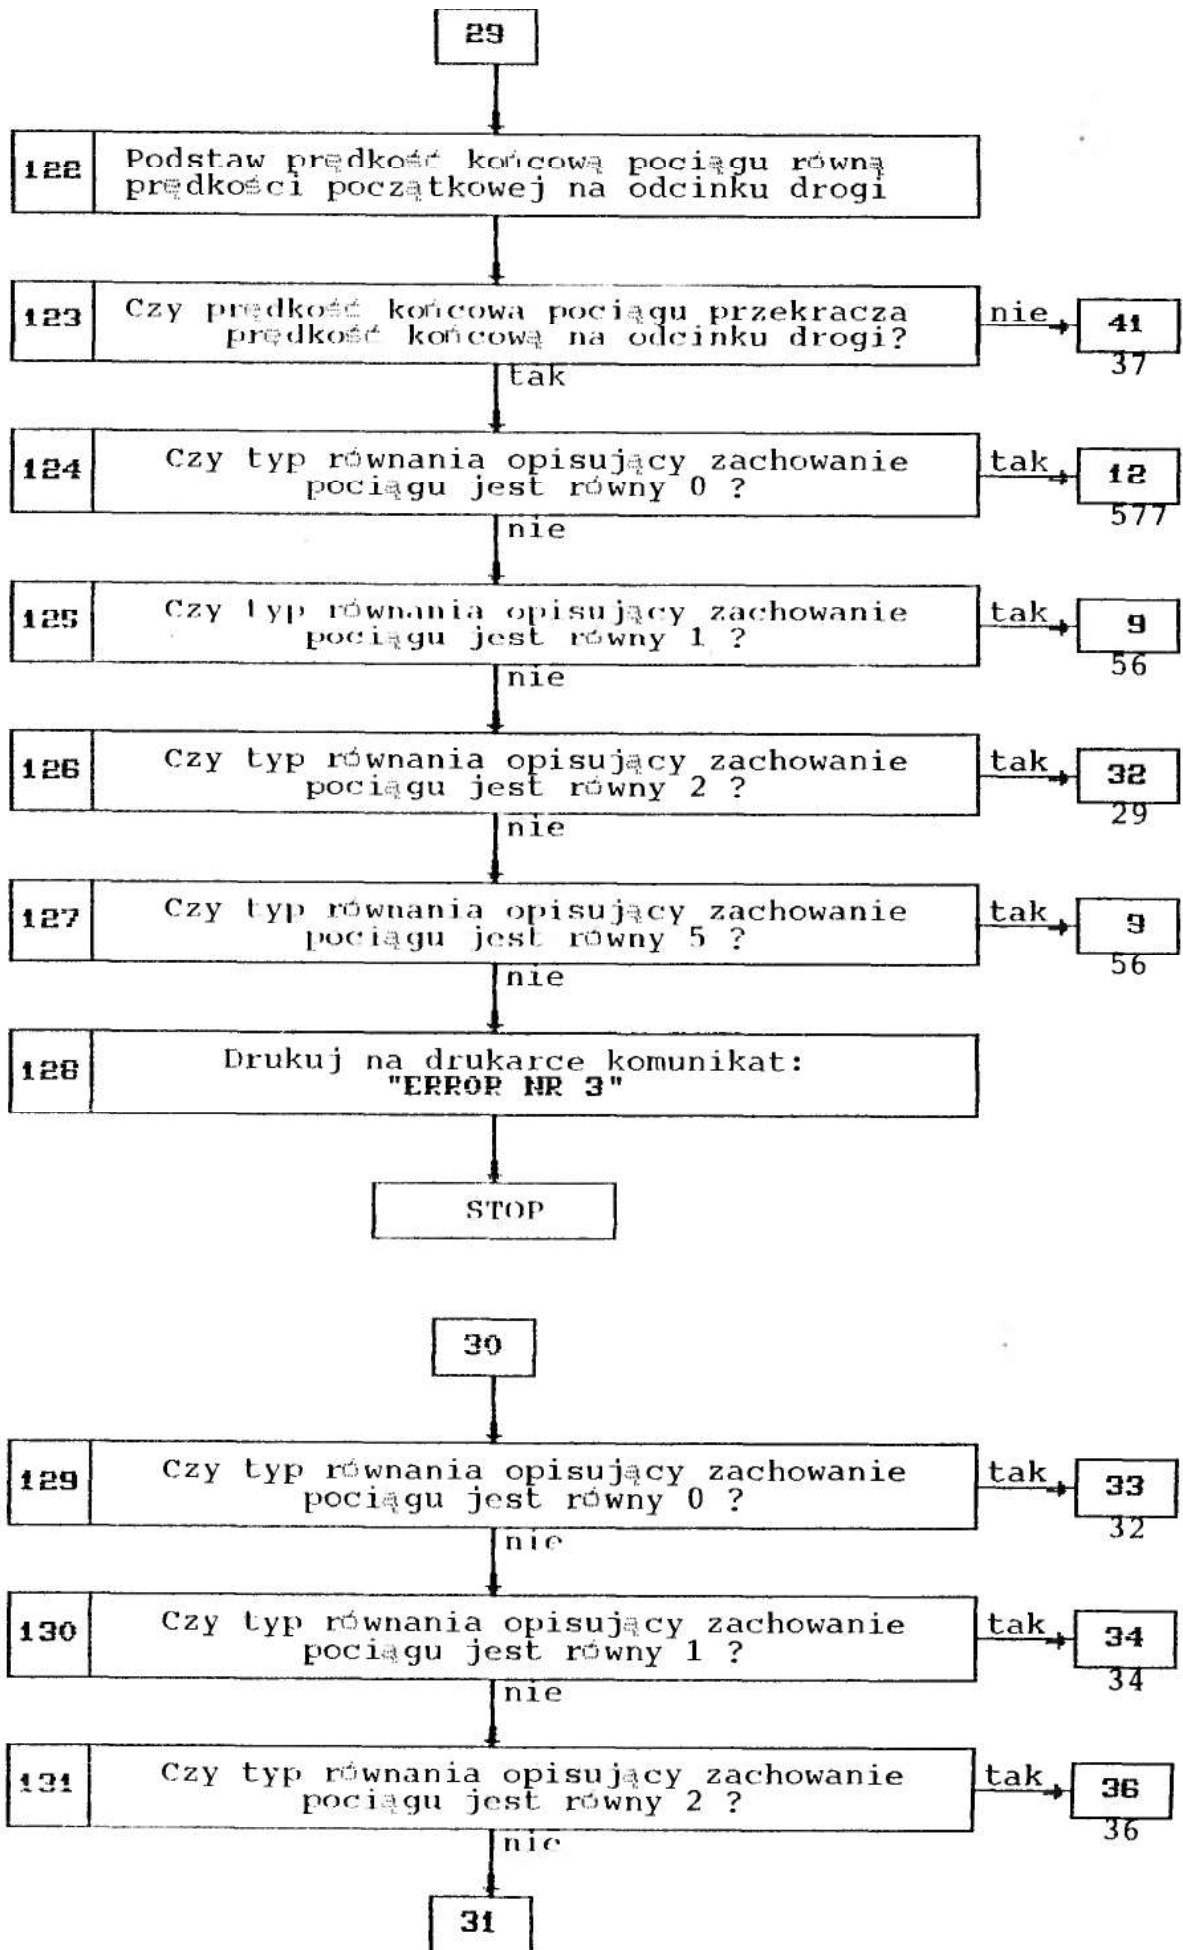 29
122
Podstaw prędkość końcową pociągu równą
prędkości początkowej na odcinku drogi
123
Czy prędkość końcowa pociągu przekracza
prędkość końcową na odcinku drogi?
nie
41
37
tak
124
Czy typ równania opisujący zachowanie
pociągu jest równy 0 ?
tak
12
577
nie
125
Czy typ równania opisujący zachowanie
pociągu jest równy 1 ?
tak
9
56
nie
126
Czy typ równania opisujący zachowanie
pociągu jest równy 2 ?
tak
32
29
nie
127
Czy typ równania opisujący zachowanie
pociągu jest równy 5 ?
tak
9
56
nie
128
Drukuj na drukarce komunikat:
"ERROR NR 3"
STOP
30
129
Czy typ równania opisujący zachowanie
pociągu jest równy 0 ?
tak
33
32
nie
130
Czy typ równania opisujący zachowanie
pociągu jest równy 1 ?
tak
34
34
nie
131
Czy typ równania opisujący zachowanie
pociągu jest równy 2 ?
tak
36
36
nie
31